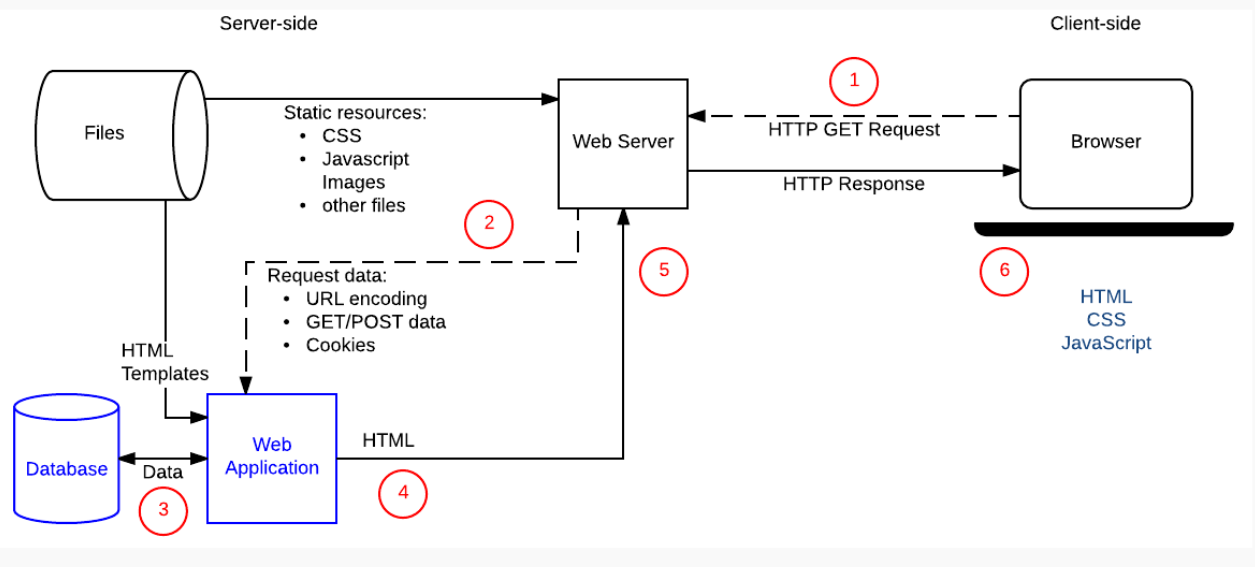 Server-side
Client-side
Files
Static resources:
• CSS
• Javascript
Images
• other files
Web Server
1
HTTP GET Request
HTTP Response
Browser
2
Request data:
• URL encoding
• GET/POST data
• Cookies
5
6
HTML
CSS
JavaScript
HTML
Templates
Database
Data
3
Web
Application
HTML
4